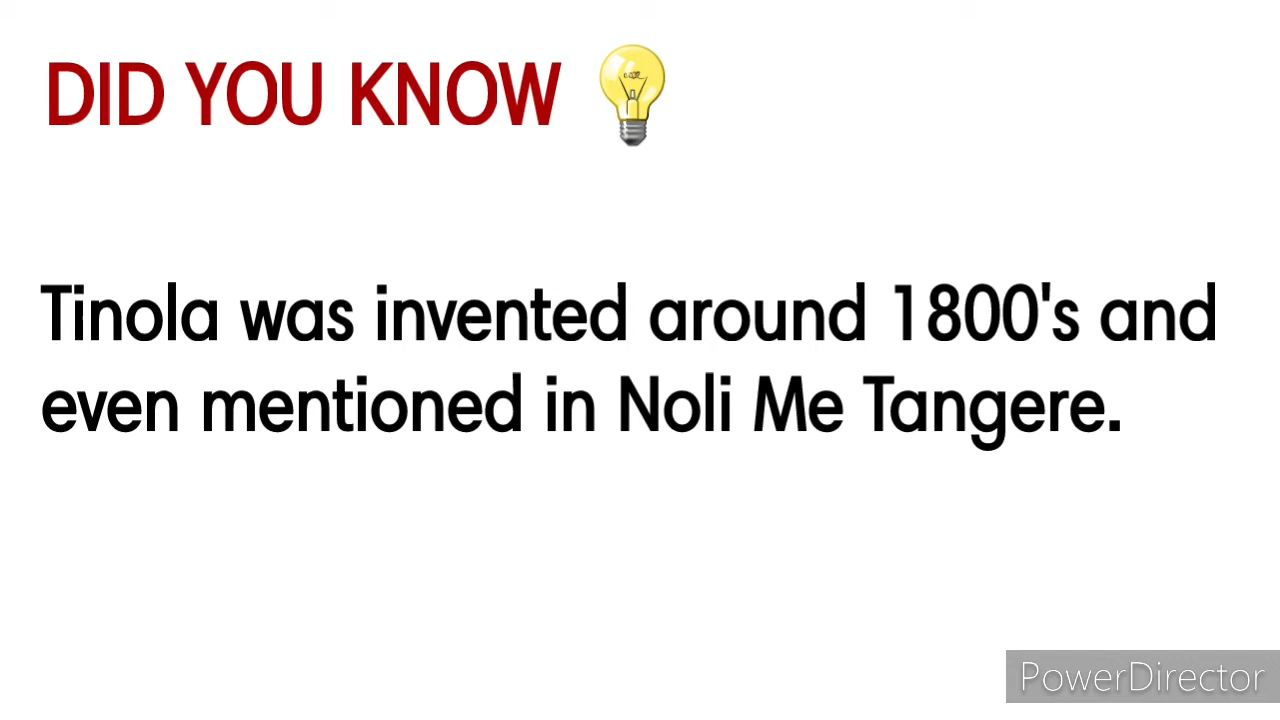 DID YOU KNOW
Tinola was invented around 1800's and
even mentioned in Noli Me Tangere.
PowerDirector